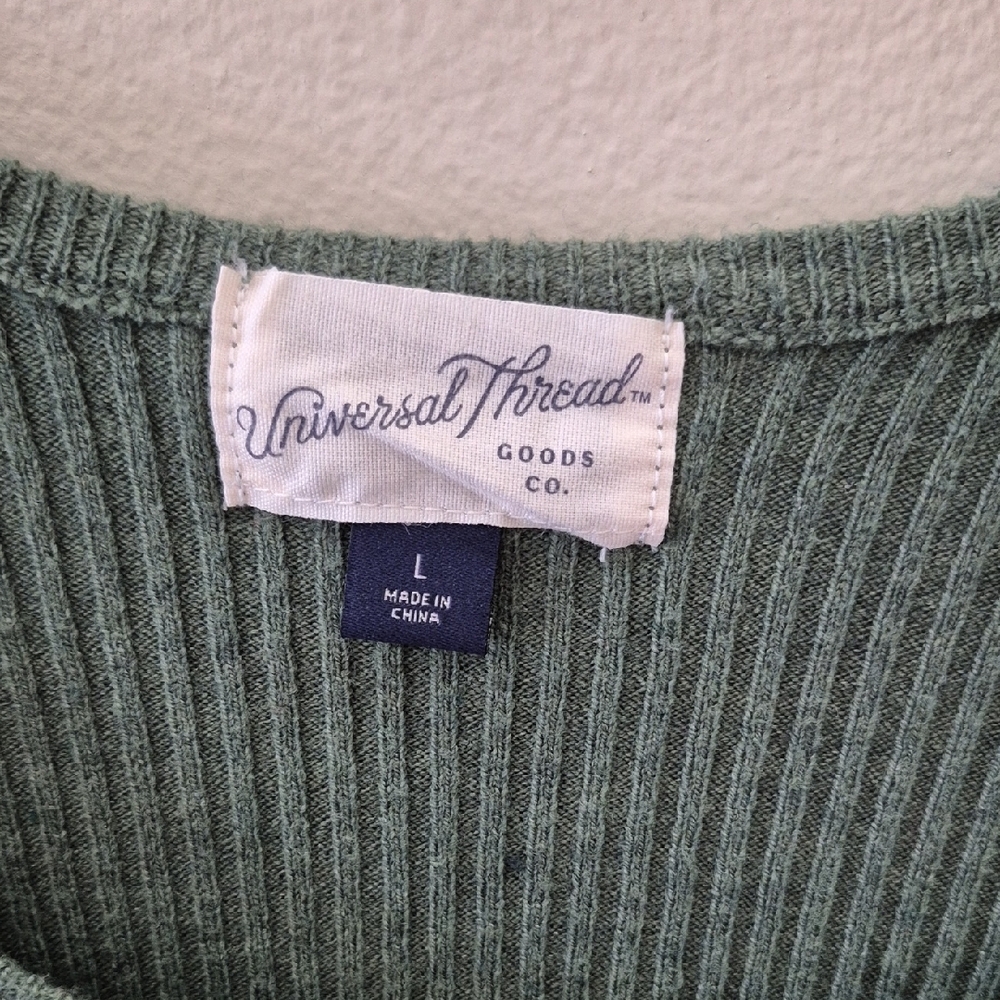 Universal Thread™
GOODS
CO.
L
MADE IN
CHINA